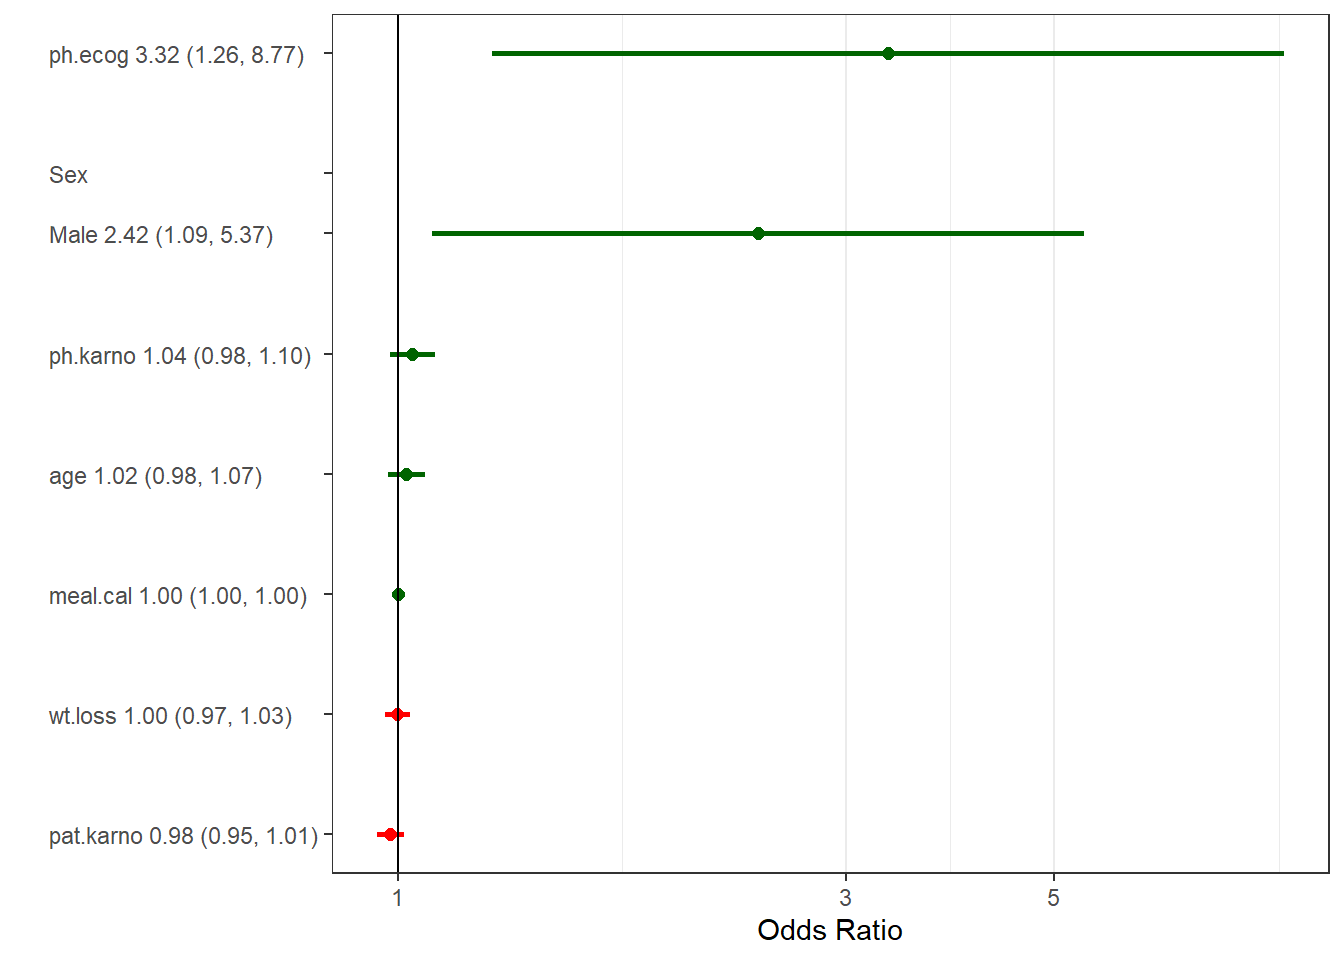 ph.ecog 3.32 (1.26, 8.77)
Sex
Male 2.42 (1.09, 5.37)
ph.karno 1.04 (0.98, 1.10)
age 1.02 (0.98, 1.07)
meal.cal 1.00 (1.00, 1.00)
wt.loss 1.00 (0.97, 1.03)
pat.karno 0.98 (0.95, 1.01)
1 3 5
Odds Ratio